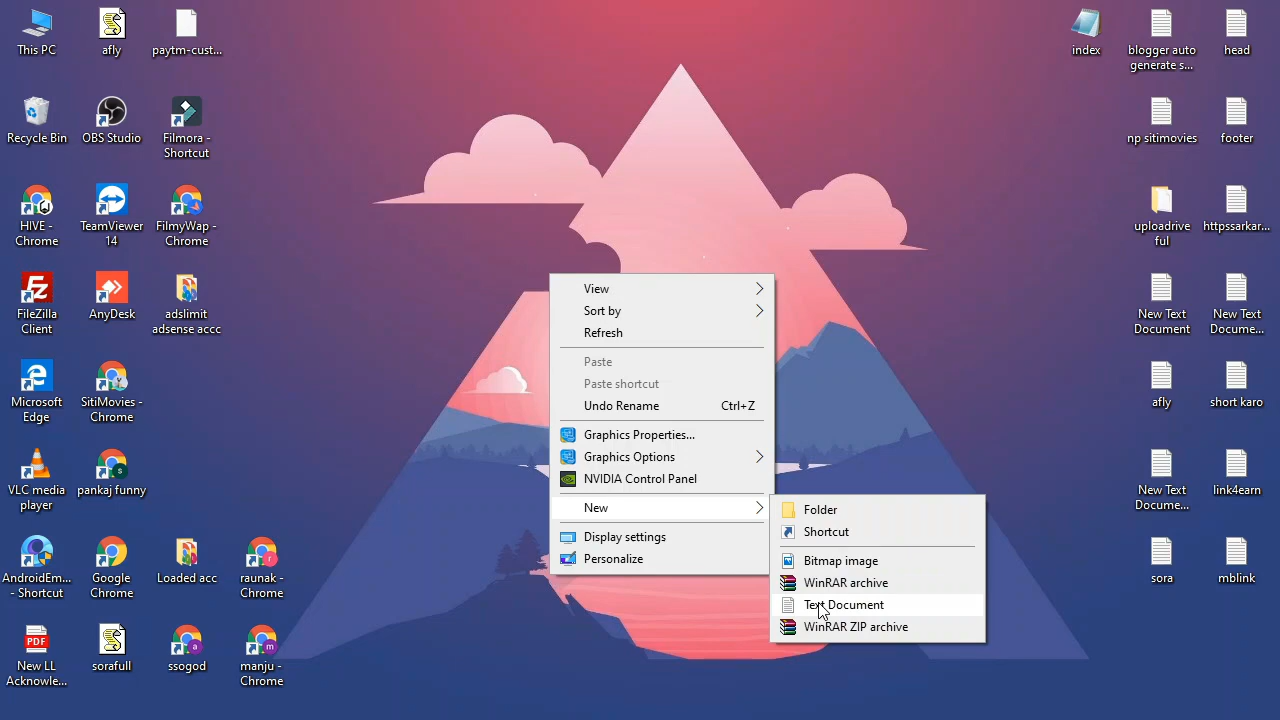 This PC
afly
paytm-cust...
index
blogger auto
generate s...
head
Recycle Bin
OBS Studio
Filmora -
Shortcut
np sitimovies
footer
HIVE -
Chrome
TeamViewer
14
FilmyWap -
Chrome
uploadrive
ful
httpssarkar...
FileZilla
Client
AnyDesk
adslimit
adsense accc
New Text
Document
New Text
Docume...
Microsoft
Edge
SitiMovies -
Chrome
afly
short karo
VLC media
player
pankaj funny
New Text
Docume...
link4earn
AndroidEm...
- Shortcut
Google
Chrome
Loaded acc
raunak -
Chrome
sora
mblink
PDF
New LL
Acknowle...
sorafull
ssogod
manju -
Chrome
View
Sort by
Refresh
Paste
Paste shortcut
Undo Rename Ctrl+Z
Graphics Properties...
Graphics Options
NVIDIA Control Panel
New
Display settings
Personalize
Folder
Shortcut
Bitmap image
WinRAR archive
Text Document
WinRAR ZIP archive